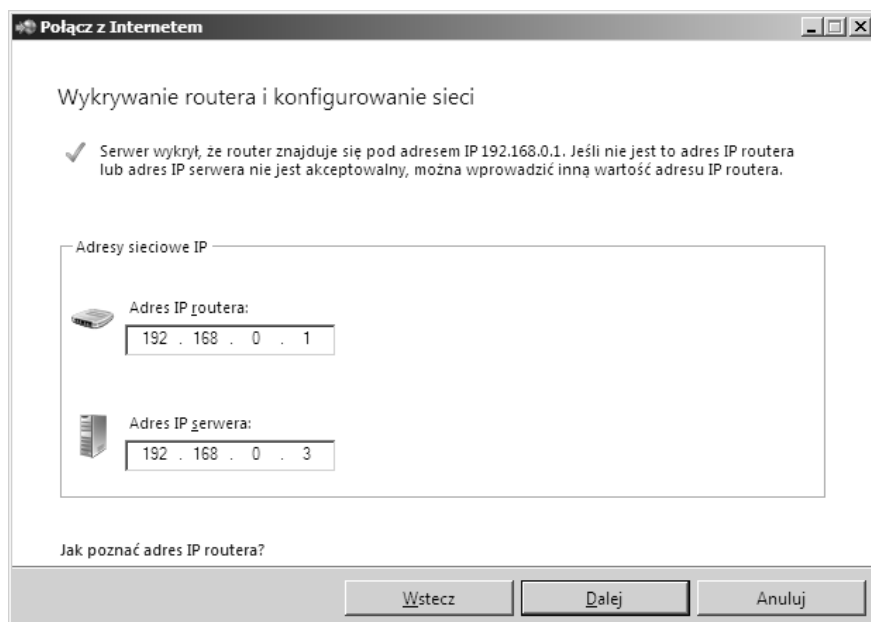 Połącz z Internetem
Wykrywanie routera i konfigurowanie sieci
Serwer wykrył, że router znajduje się pod adresem IP 192.168.0.1. Jeśli nie jest to adres IP routera
lub adres IP serwera nie jest akceptowalny, można wprowadzić inną wartość adresu IP routera.
Adresy sieciowe IP
Adres IP routera:
192 . 168 . 0 . 1
Adres IP serwera:
192 . 168 . 0 . 3
Jak poznać adres IP routera?
Wstecz Dalej Anuluj